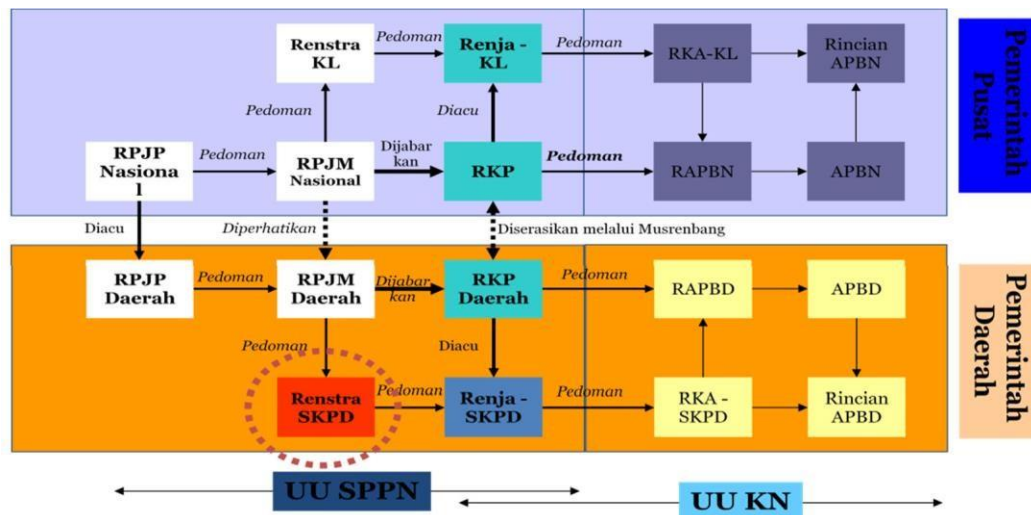 Renstra
KL
Pedoman
Renja -
KL
Pedoman
RKA-KL
Rincian
APBN
Pedoman
Diacu
RPJP
Nasiona
l
Pedoman
RPJM
Nasional
Dijabar
kan
RKP
Pedoman
RAPBN
APBN
Pemerintah
Pusat
Diacu
Diperhatikan
Diserasikan melalui Musrenbang
RPJP
Daerah
Pedoman
RPJM
Daerah
Dijabar
kan
RKP
Daerah
Pedoman
RAPBD
APBD
Pedoman
Diacu
Renstra
SKPD
Pedoman
Renja -
SKPD
Pedoman
RKA -
SKPD
Rincian
APBD
Pemerintah
Daerah
UU SPPN
UU KN